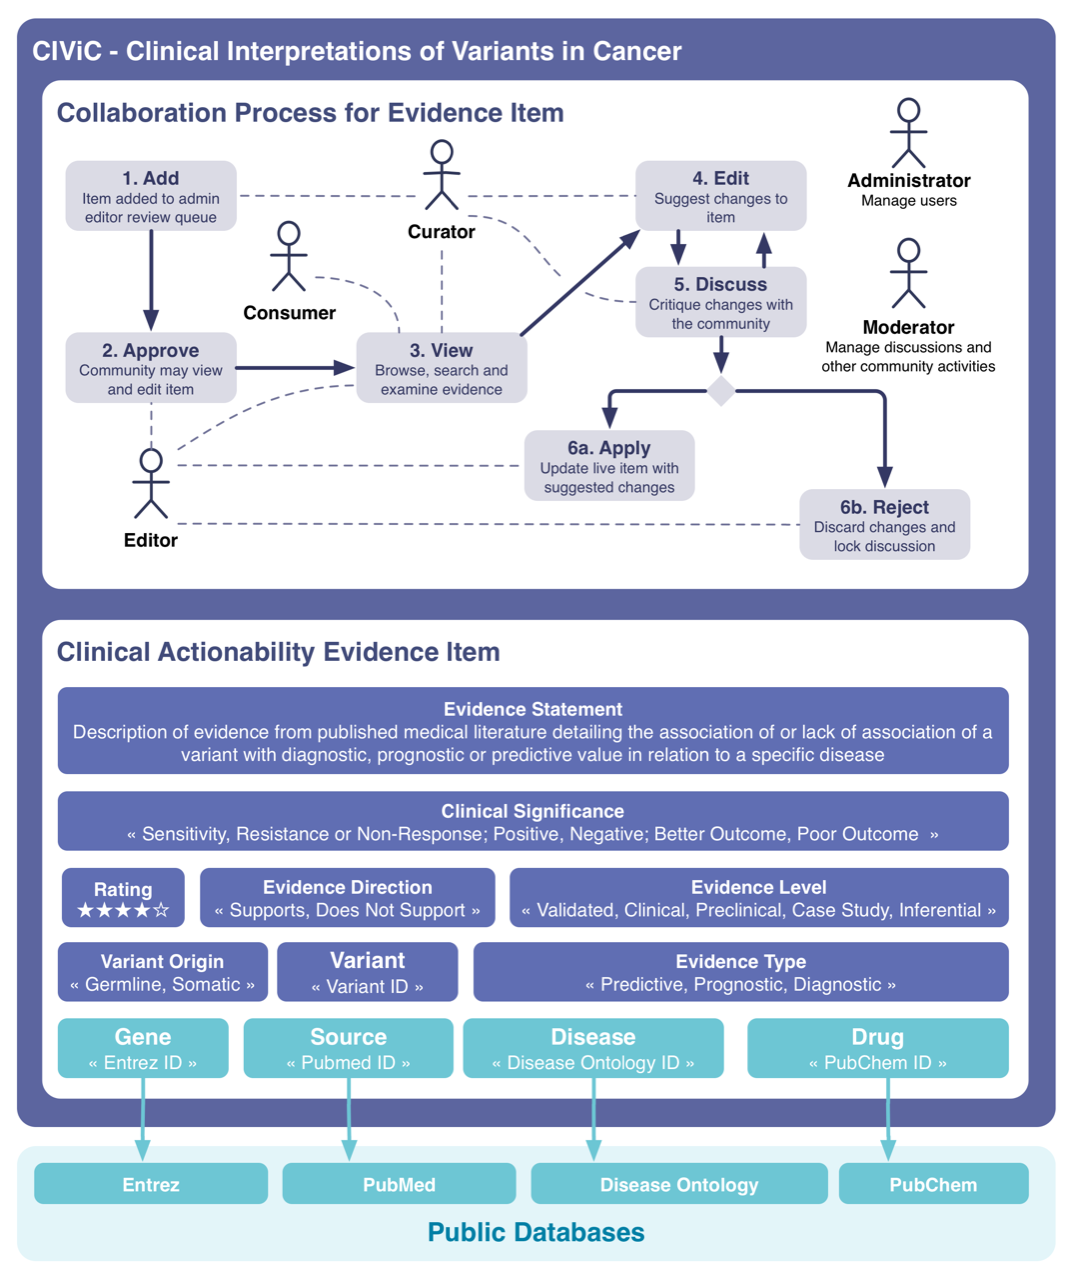 CIViC - Clinical Interpretations of Variants in Cancer
Collaboration Process for Evidence Item
1. Add
Item added to admin
editor review queue
Curator
4. Edit
Suggest changes to
item
Administrator
Manage users
Consumer
5. Discuss
Critique changes with
the community
Moderator
Manage discussions and
other community activities
2. Approve
Community may view
and edit item
3. View
Browse, search and
examine evidence
6a. Apply
Update live item with
suggested changes
Editor
6b. Reject
Discard changes and
lock discussion
Clinical Actionability Evidence Item
Evidence Statement
Description of evidence from published medical literature detailing the association of or lack of association of a
variant with diagnostic, prognostic or predictive value in relation to a specific disease
Clinical Significance
« Sensitivity, Resistance or Non-Response; Positive, Negative; Better Outcome, Poor Outcome »
Rating
★★★★☆
Evidence Direction
« Supports, Does Not Support »
Evidence Level
« Validated, Clinical, Preclinical, Case Study, Inferential »
Variant Origin
« Germline, Somatic »
Variant
« Variant ID »
Evidence Type
« Predictive, Prognostic, Diagnostic »
Gene
« Entrez ID »
Source
« Pubmed ID »
Disease
« Disease Ontology ID »
Drug
« PubChem ID »
Entrez
PubMed
Disease Ontology
PubChem
Public Databases